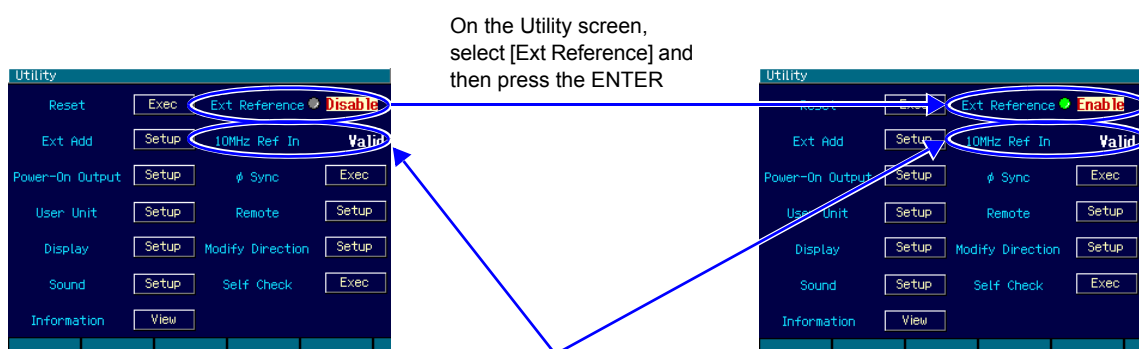 On the Utility screen,
select [Ext Reference] and
then press the ENTER
Utility
Reset Exec Ext Reference Disable
Ext Add Setup 10MHz Ref In Valid
Power-On Output Setup ϕ Sync Exec
User Unit Setup Remote Setup
Display Setup Modify Direction Setup
Sound Setup Self Check Exec
Information View
Utility
Reset Exec Ext Reference Enable
Ext Add Setup 10MHz Ref In Valid
Power-On Output Setup ϕ Sync Exec
User Unit Setup Remote Setup
Display Setup Modify Direction Setup
Sound Setup Self Check Exec
Information View